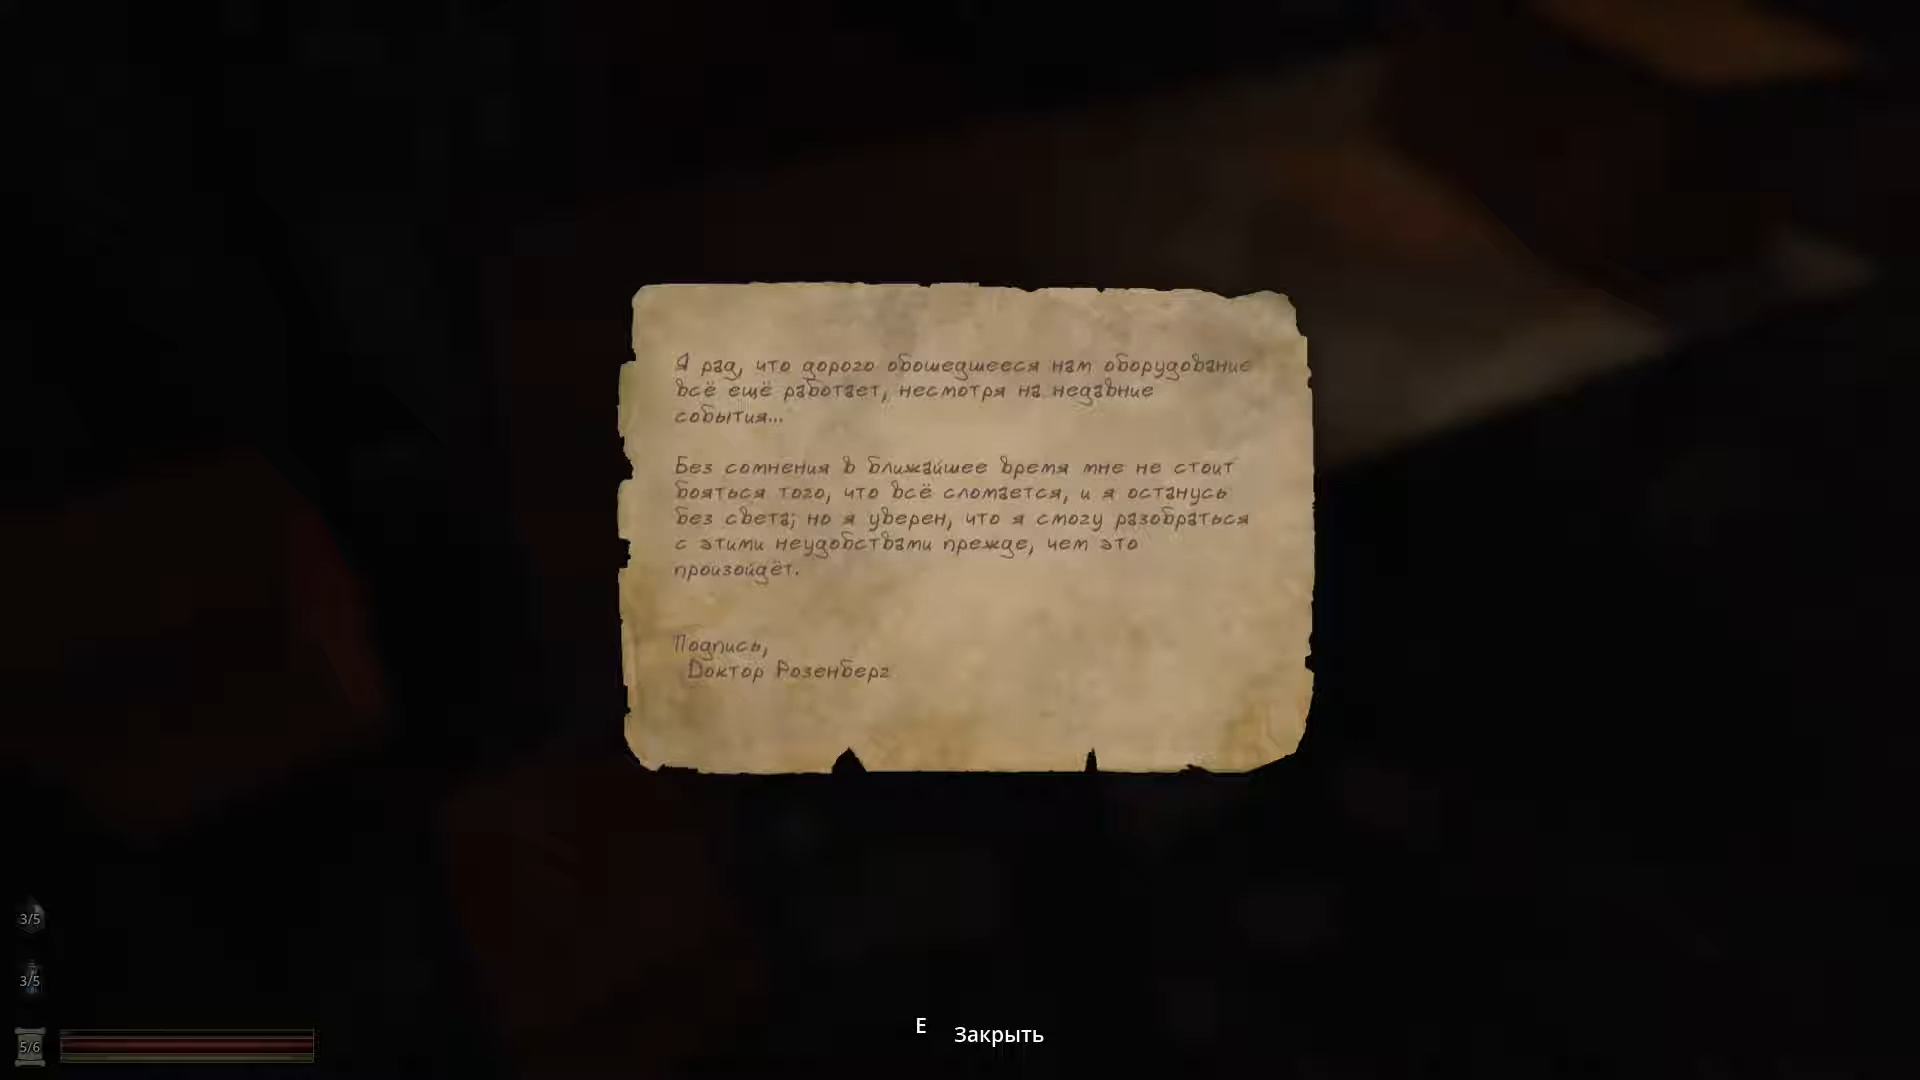 Я рад, что дорого обошедшееся нам оборудование
всё ещё работает, несмотря на недавние
события...
Без сомнения в ближайшее время мне не стоит
бояться того, что всё сломается, и я останусь
без света; но я уверен, что я смогу разобраться
с этими неудобствами прежде, чем это
произойдёт.
Подпись,
Доктор Розенберг
3/5
3/5
5/6
E Закрыть